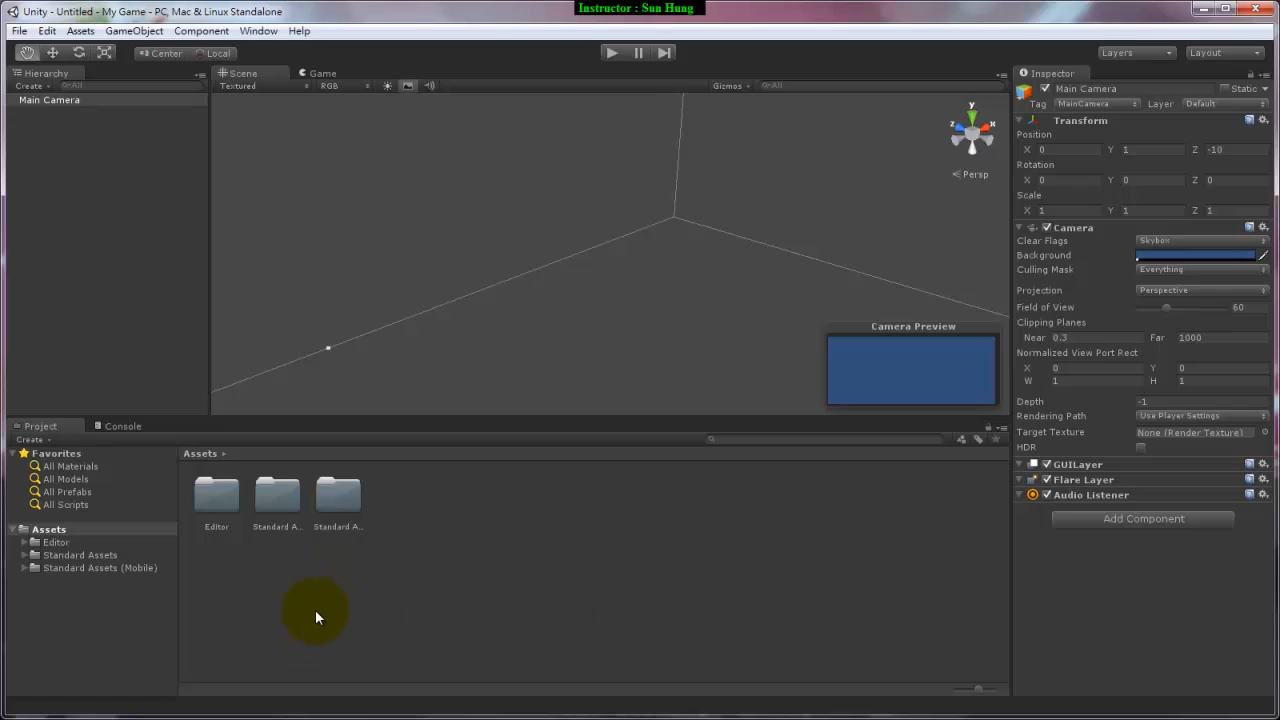 Unity - Untitled - My Game - PC, Mac & Linux Standalone
Instructor : Sun Hung
File Edit Assets GameObject Component Window Help
Center Local
Layers Layout
Hierarchy
Create All
Main Camera
Scene Game
Textured RGB Gizmos All
y
z x
Persp
Camera Preview
Inspector
Main Camera Static
Tag MainCamera Layer Default
Transform
Position
X 0 Y 1 Z -10
Rotation
X 0 Y 0 Z 0
Scale
X 1 Y 1 Z 1
Camera
Clear Flags Skybox
Background
Culling Mask Everything
Projection Perspective
Field of View 60
Clipping Planes
Near 0.3 Far 1000
Normalized View Port Rect
X 0 Y 0
W 1 H 1
Depth -1
Rendering Path Use Player Settings
Target Texture None (Render Texture)
HDR
GUILayer
Flare Layer
Audio Listener
Add Component
Project Console
Create
Favorites
All Materials
All Models
All Prefabs
All Scripts
Assets
Editor
Standard Assets
Standard Assets (Mobile)
Assets
Editor Standard A... Standard A...